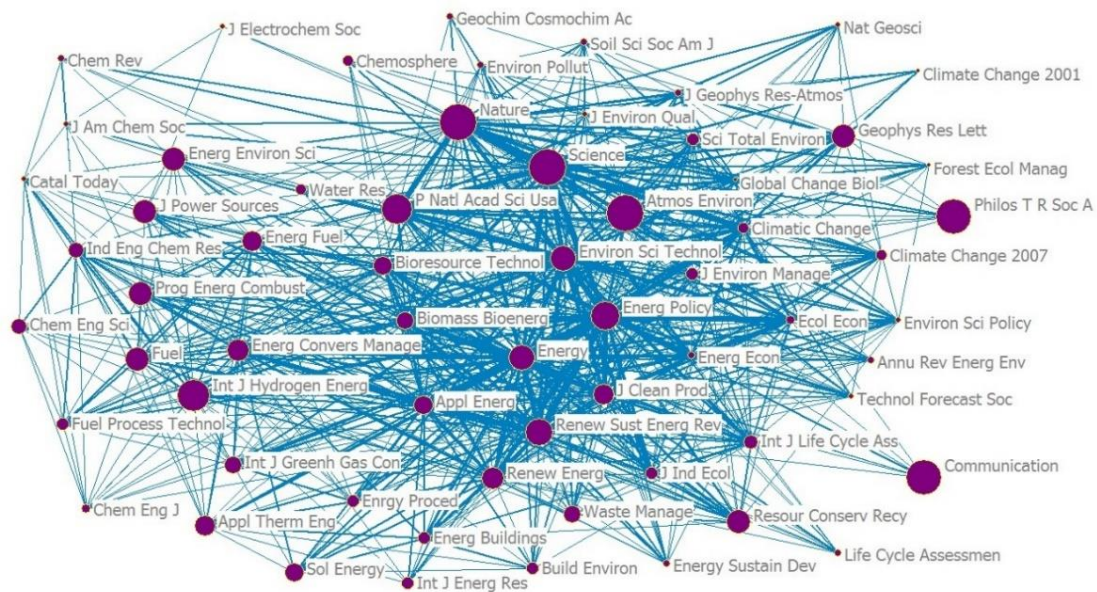 Geochim Cosmochim Ac
J Electrochem Soc
Nat Geosci
Soil Sci Soc Am J
Chem Rev
Chemosphere
Environ Pollut
Climate Change 2001
J Geophys Res-Atmos
Nature
J Environ Qual
J Am Chem Soc
Geophys Res Lett
Sci Total Environ
Energ Environ Sci
Science
Forest Ecol Manag
Catal Today
Global Change Biol
Water Res
P Natl Acad Sci Usa
Atmos Environ
Philos T R Soc A
J Power Sources
Climatic Change
Energ Fuel
Ind Eng Chem Res
Environ Sci Technol
Climate Change 2007
Bioresource Technol
J Environ Manage
Prog Energ Combust
Energ Policy
Biomass Bioenerg
Ecol Econ
Environ Sci Policy
Chem Eng Sci
Energ Convers Manage
Fuel
Energy
Energ Econ
Annu Rev Energ Env
Int J Hydrogen Energ
J Clean Prod
Technol Forecast Soc
Appl Energ
Fuel Process Technol
Renew Sust Energ Rev
Int J Life Cycle Ass
Int J Greenh Gas Con
Renew Energ
J Ind Ecol
Communication
Enrgy Proced
Chem Eng J
Appl Therm Eng
Waste Manage
Resour Conserv Recy
Energ Buildings
Life Cycle Assessmen
Sol Energy
Build Environ
Energy Sustain Dev
Int J Energ Res